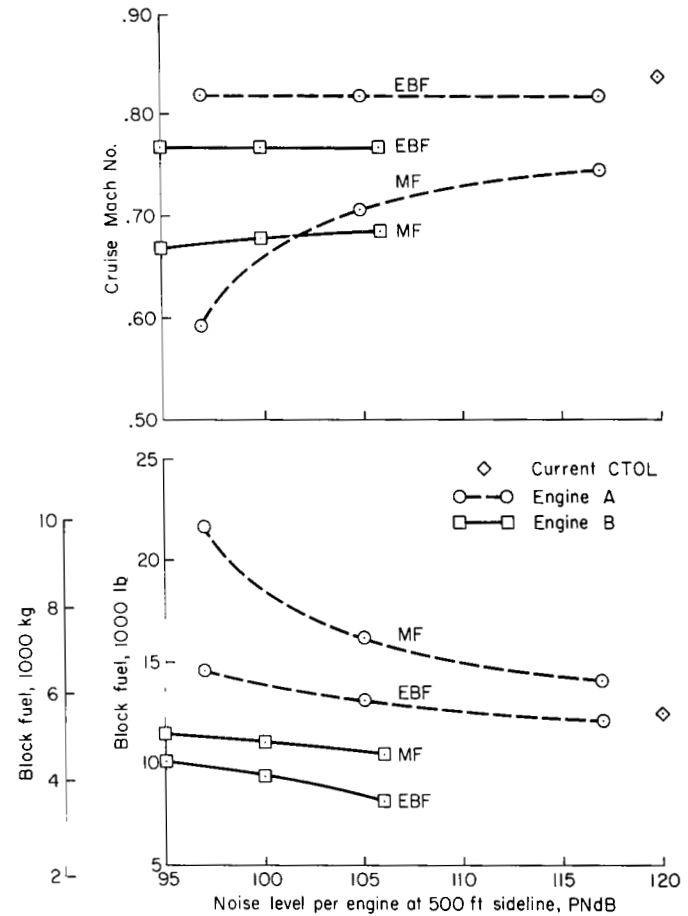 .90
.80
.70
.60
.50
Cruise Mach No.
EBF
EBF
MF
MF
25
20
15
10
5
Block fuel, 1000 lb
10
8
6
4
2
Block fuel, 1000 kg
Current CTOL
Engine A
Engine B
MF
EBF
MF
EBF
95 100 105 110 115 120
Noise level per engine at 500 ft sideline, PNdB